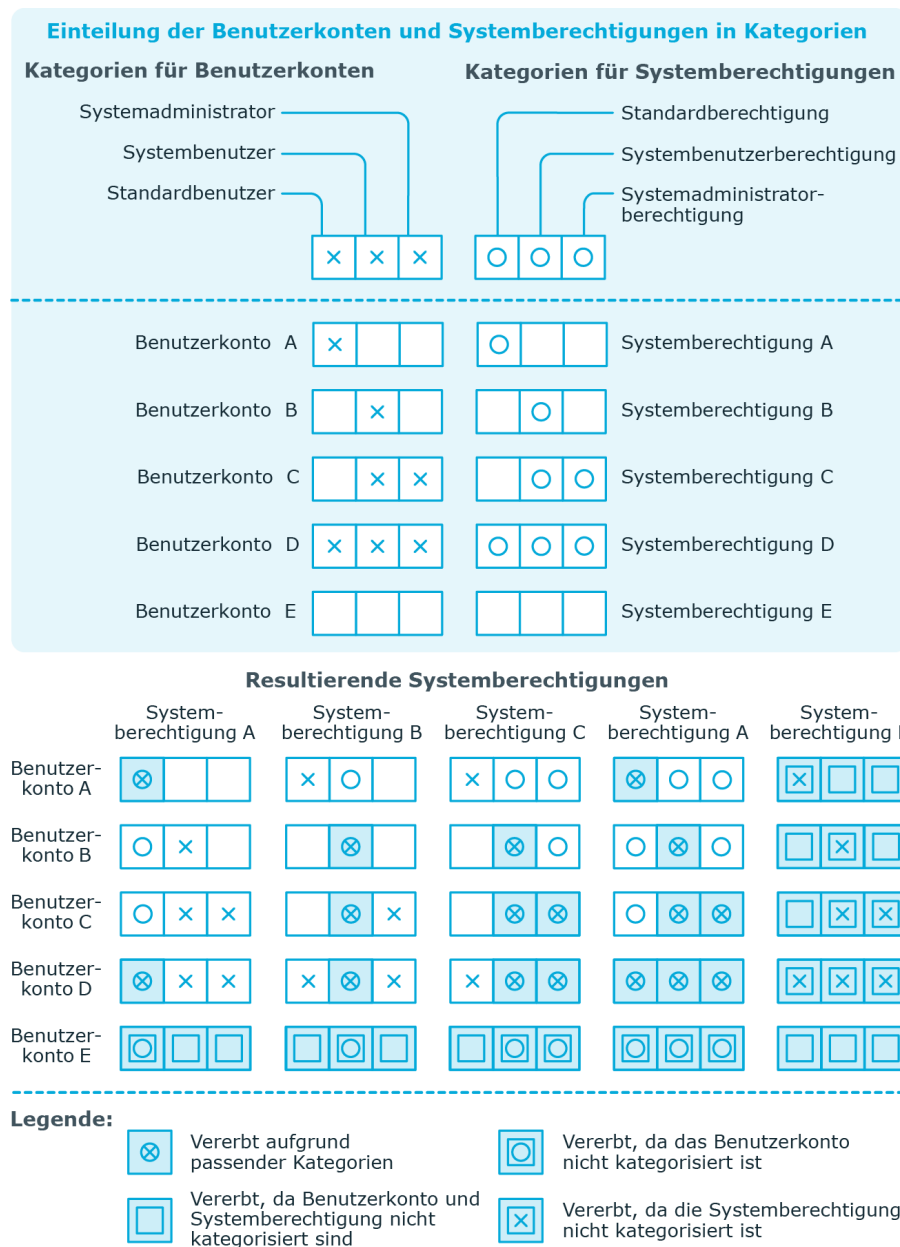 Einteilung der Benutzerkonten und Systemberechtigungen in Kategorien
Kategorien für Benutzerkonten
Kategorien für Systemberechtigungen
Systemadministrator
Systembenutzer
Standardbenutzer
Standardberechtigung
Systembenutzerberechtigung
Systemadministrator-
berechtigung
Benutzerkonto A
Systemberechtigung A
Benutzerkonto B
Systemberechtigung B
Benutzerkonto C
Systemberechtigung C
Benutzerkonto D
Systemberechtigung D
Benutzerkonto E
Systemberechtigung E
Resultierende Systemberechtigungen
System-
berechtigung A
System-
berechtigung B
System-
berechtigung C
System-
berechtigung A
System-
berechtigung
Benutzer-
konto A
Benutzer-
konto B
Benutzer-
konto C
Benutzer-
konto D
Benutzer-
konto E
Legende:
Vererbt aufgrund
passender Kategorien
Vererbt, da das Benutzerkonto
nicht kategorisiert ist
Vererbt, da Benutzerkonto und
Systemberechtigung nicht
kategorisiert sind
Vererbt, da die Systemberechtigung
nicht kategorisiert ist